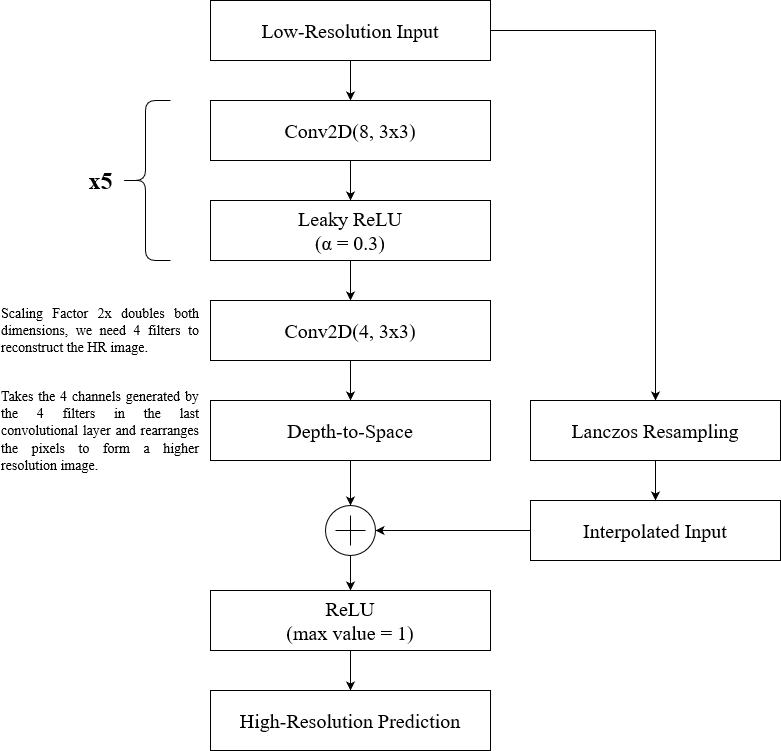 Low-Resolution Input
Conv2D(8, 3x3)
x5
Leaky ReLU
(α = 0.3)
Scaling Factor 2x doubles both
dimensions, we need 4 filters to
reconstruct the HR image.
Conv2D(4, 3x3)
Takes the 4 channels generated by
the 4 filters in the last
convolutional layer and rearranges
the pixels to form a higher
resolution image.
Depth-to-Space
Lanczos Resampling
Interpolated Input
ReLU
(max value = 1)
High-Resolution Prediction